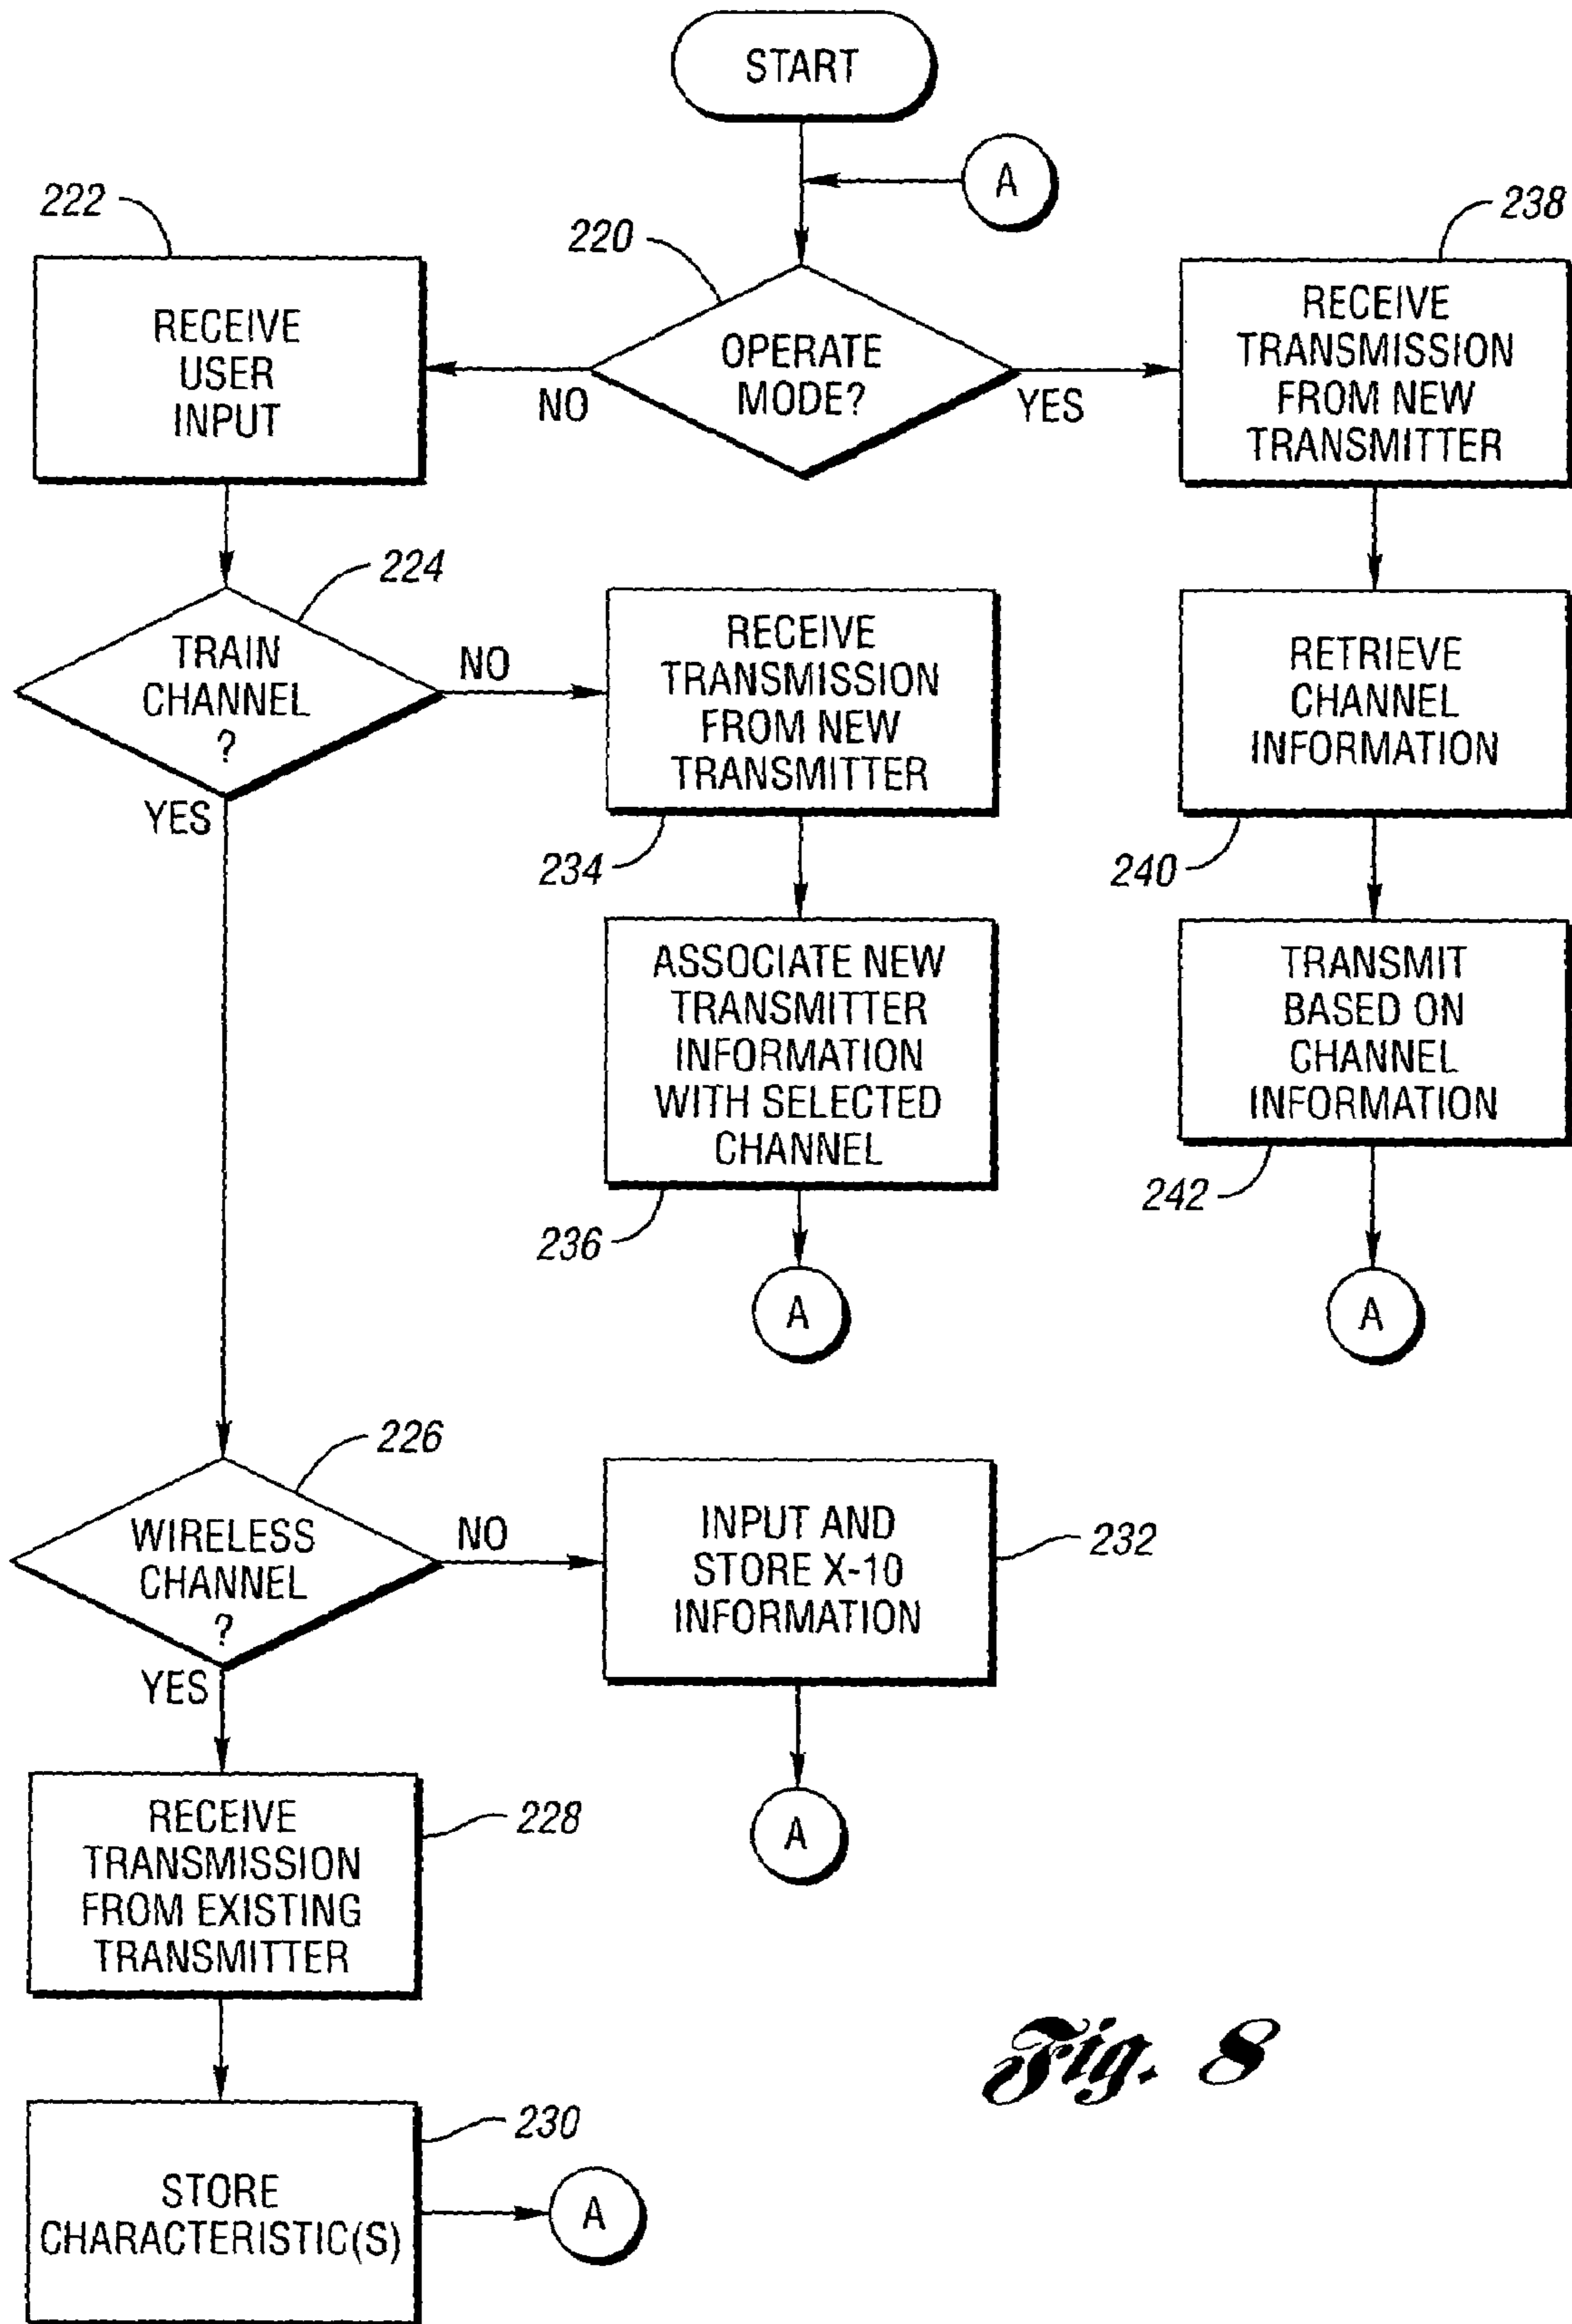 START
A
222
220
238
RECEIVE
USER
INPUT
OPERATE
MODE?
NO
YES
RECEIVE
TRANSMISSION
FROM NEW
TRANSMITTER
224
TRAIN
CHANNEL
?
NO
YES
RECEIVE
TRANSMISSION
FROM NEW
TRANSMITTER
234
RETRIEVE
CHANNEL
INFORMATION
240
ASSOCIATE NEW
TRANSMITTER
INFORMATION
WITH SELECTED
CHANNEL
236
A
TRANSMIT
BASED ON
CHANNEL
INFORMATION
242
A
226
WIRELESS
CHANNEL
?
NO
YES
INPUT AND
STORE X-10
INFORMATION
232
A
RECEIVE
TRANSMISSION
FROM EXISTING
TRANSMITTER
228
STORE
CHARACTERISTIC(S)
230
A
Fig. 8